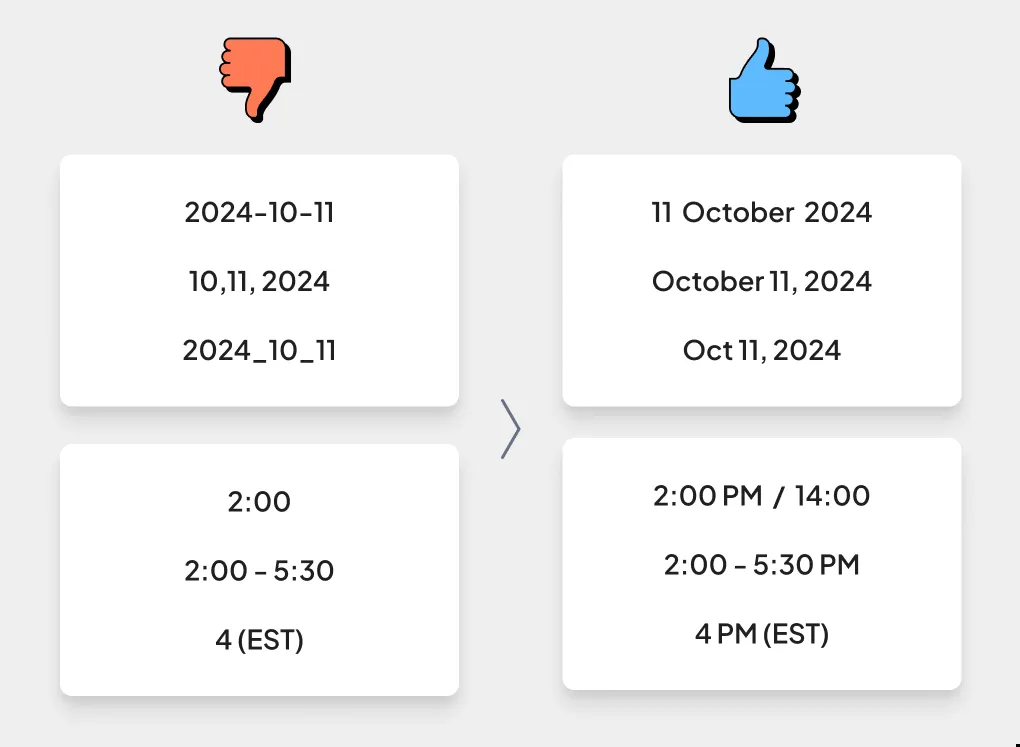 2024-10-11
10,11, 2024
2024_10_11
2:00
2:00 - 5:30
4 (EST)
11 October 2024
October 11, 2024
Oct 11, 2024
2:00 PM / 14:00
2:00 - 5:30 PM
4 PM (EST)